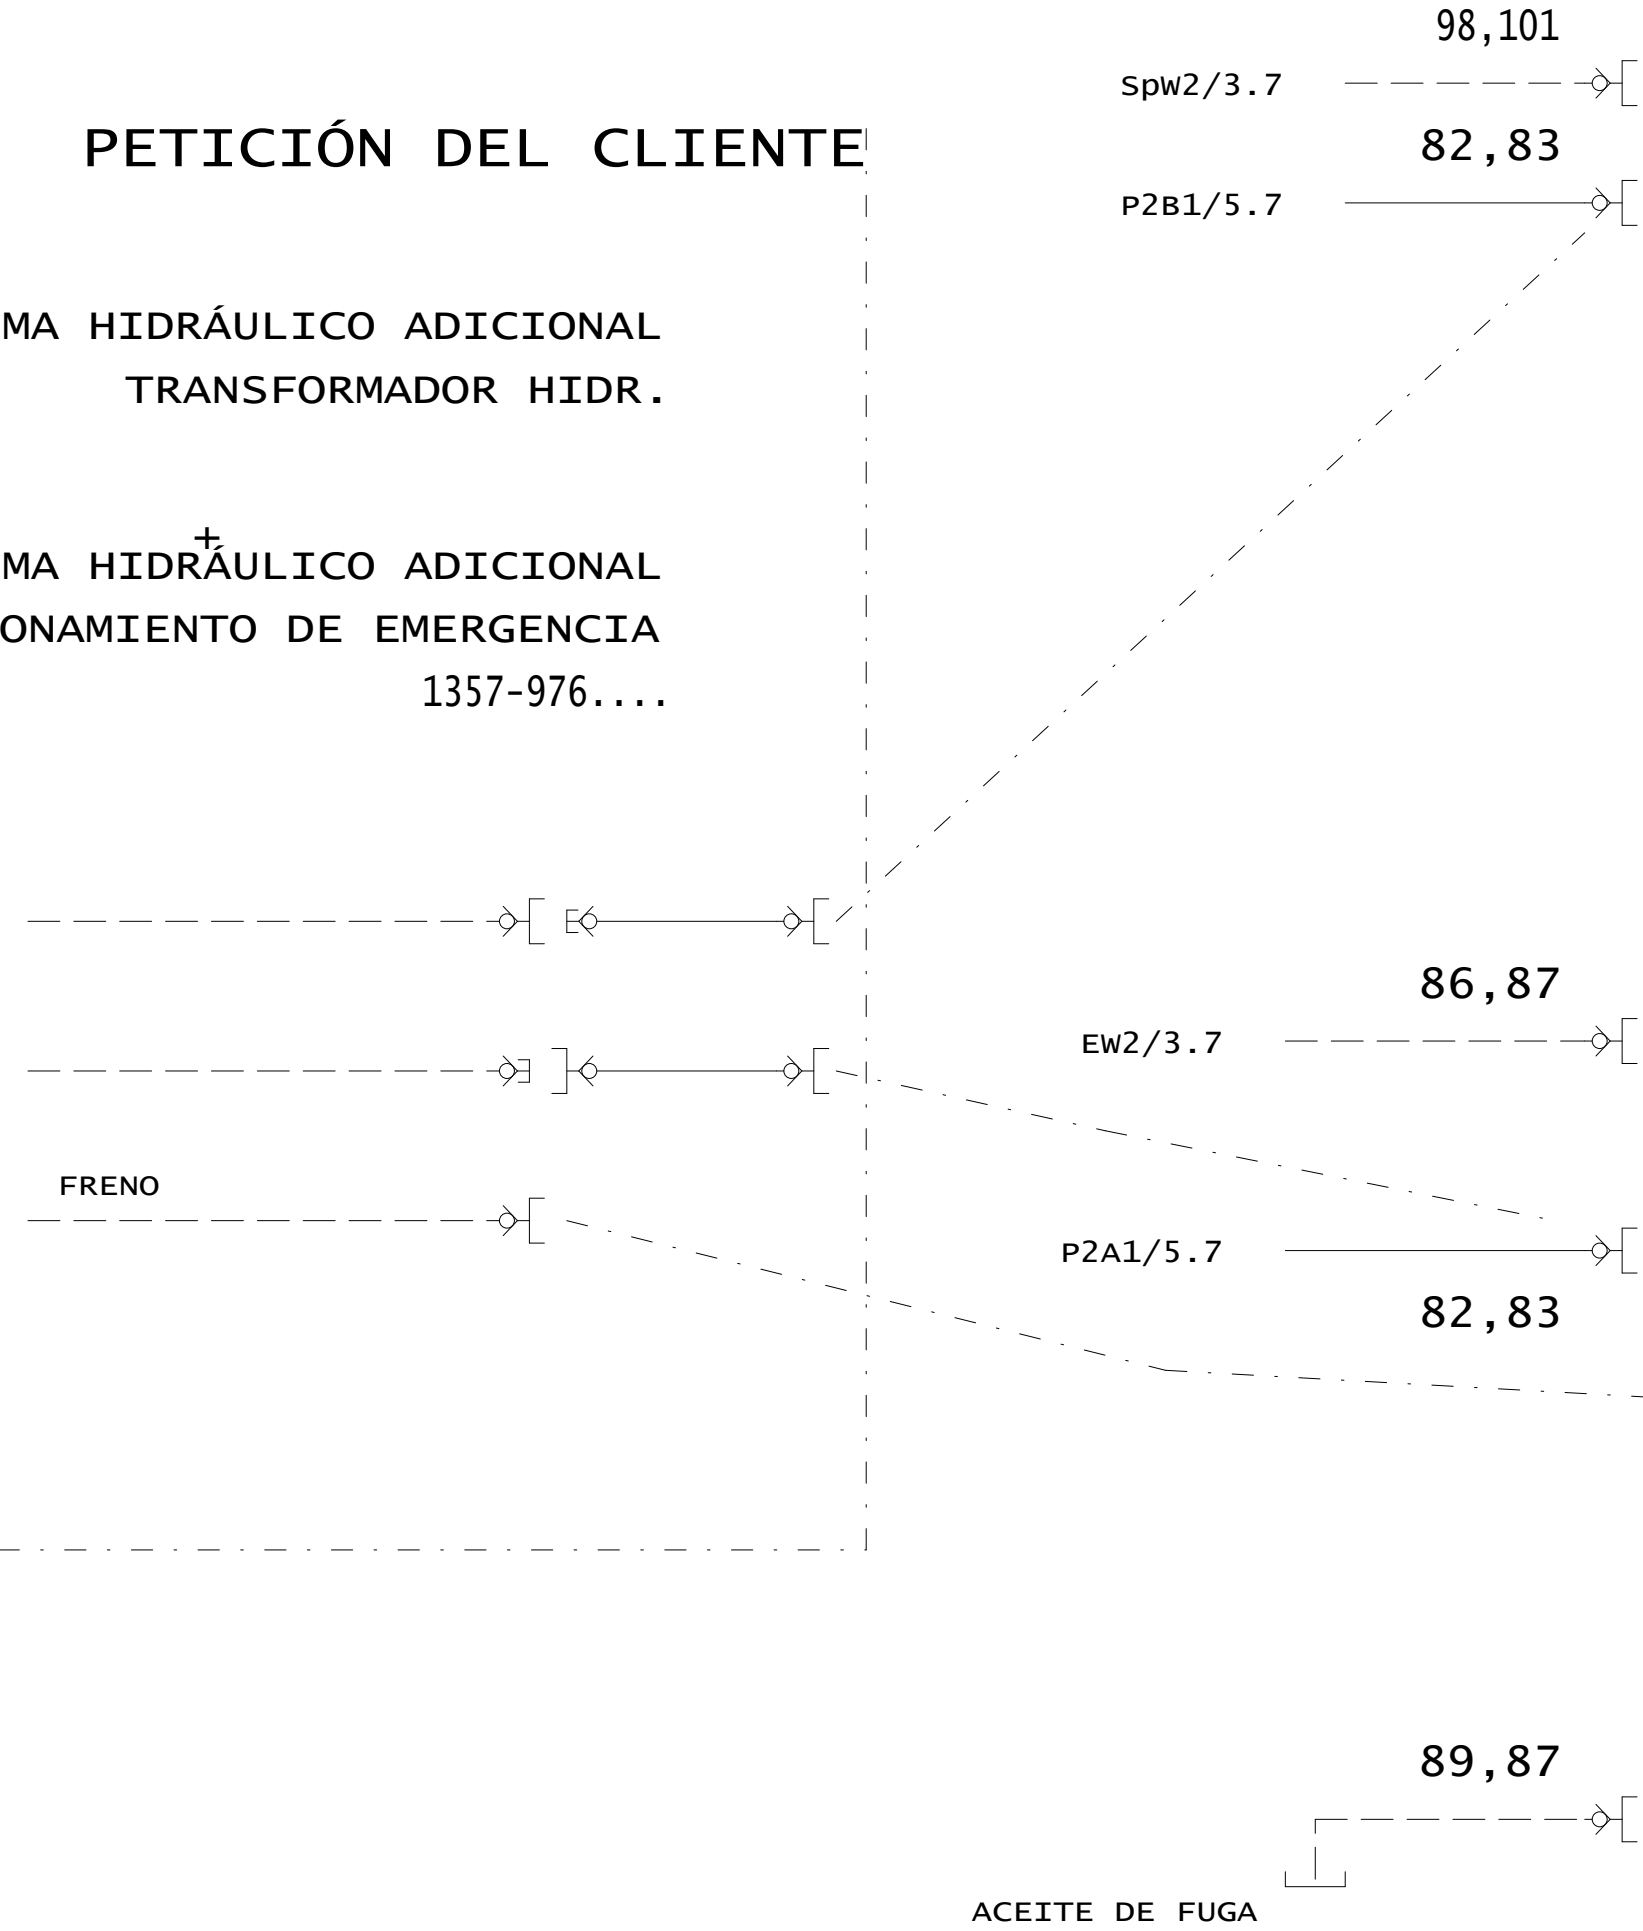 98,101
SpW2/3.7
PETICIÓN DEL CLIENTE
82,83
P2B1/5.7
MA HIDRÁULICO ADICIONAL
TRANSFORMADOR HIDR.
+
MA HIDRÁULICO ADICIONAL
ONAMIENTO DE EMERGENCIA
1357-976....
86,87
EW2/3.7
FRENO
P2A1/5.7
82,83
89,87
ACEITE DE FUGA